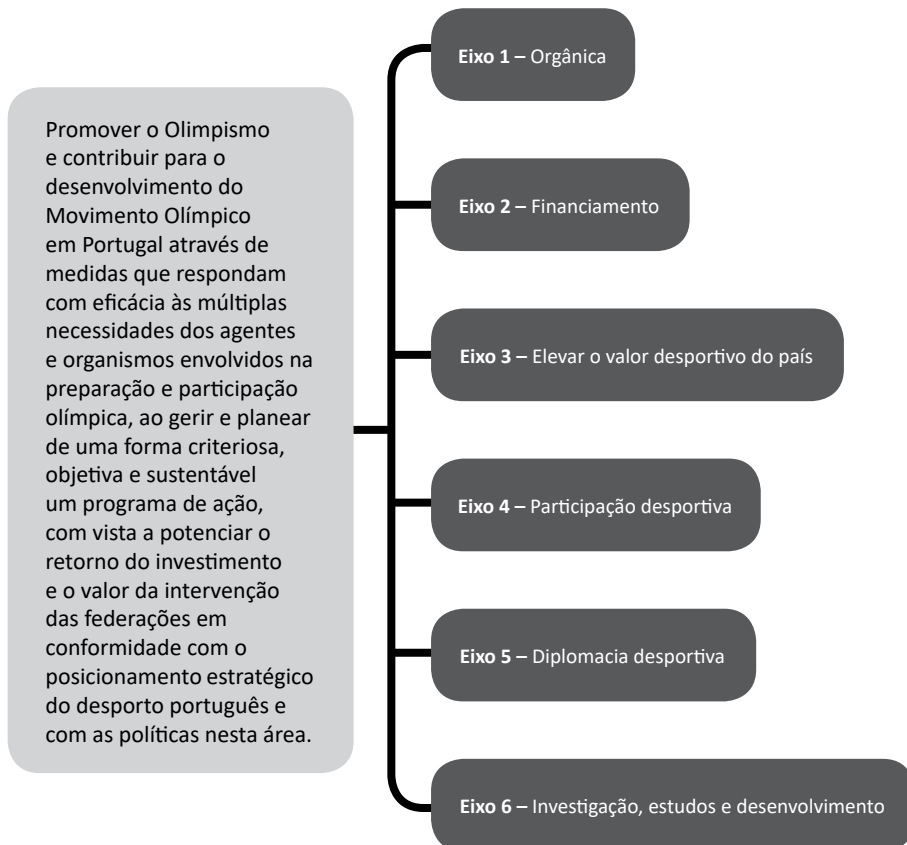 Promover o Olimpismo
e contribuir para o
desenvolvimento do
Movimento Olímpico
em Portugal através de
medidas que respondam
com eficácia às múltiplas
necessidades dos agentes
e organismos envolvidos na
preparação e participação
olímpica, ao gerir e planear
de uma forma criteriosa,
objetiva e sustentável
um programa de ação,
com vista a potenciar o
retorno do investimento
e o valor da intervenção
das federações em
conformidade com o
posicionamento estratégico
do desporto português e
com as políticas nesta área.
Eixo 1 – Orgânica
Eixo 2 – Financiamento
Eixo 3 – Elevar o valor desportivo do país
Eixo 4 – Participação desportiva
Eixo 5 – Diplomacia desportiva
Eixo 6 – Investigação, estudos e desenvolvimento